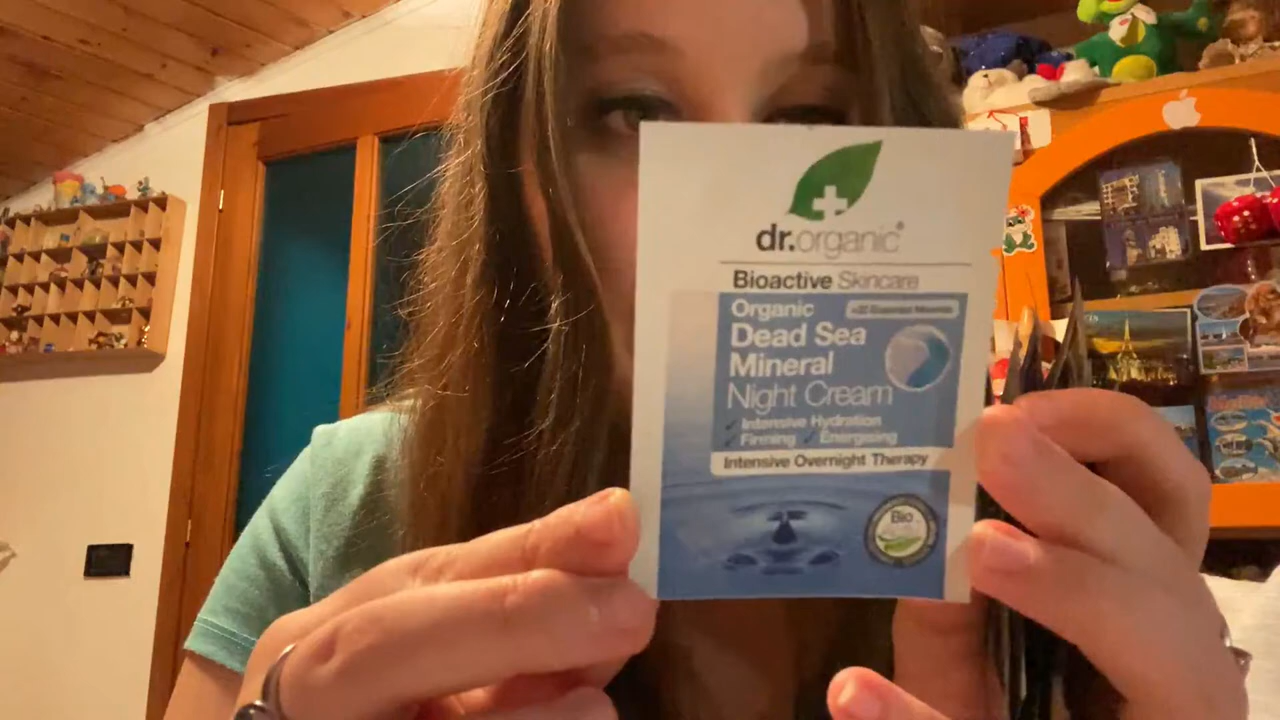 dr.organic®
Bioactive Skincare
Organic
Dead Sea
Mineral
Night Cream
✓ Intensive Hydration
✓ Firming ✓ Energising
Intensive Overnight Therapy
Bio